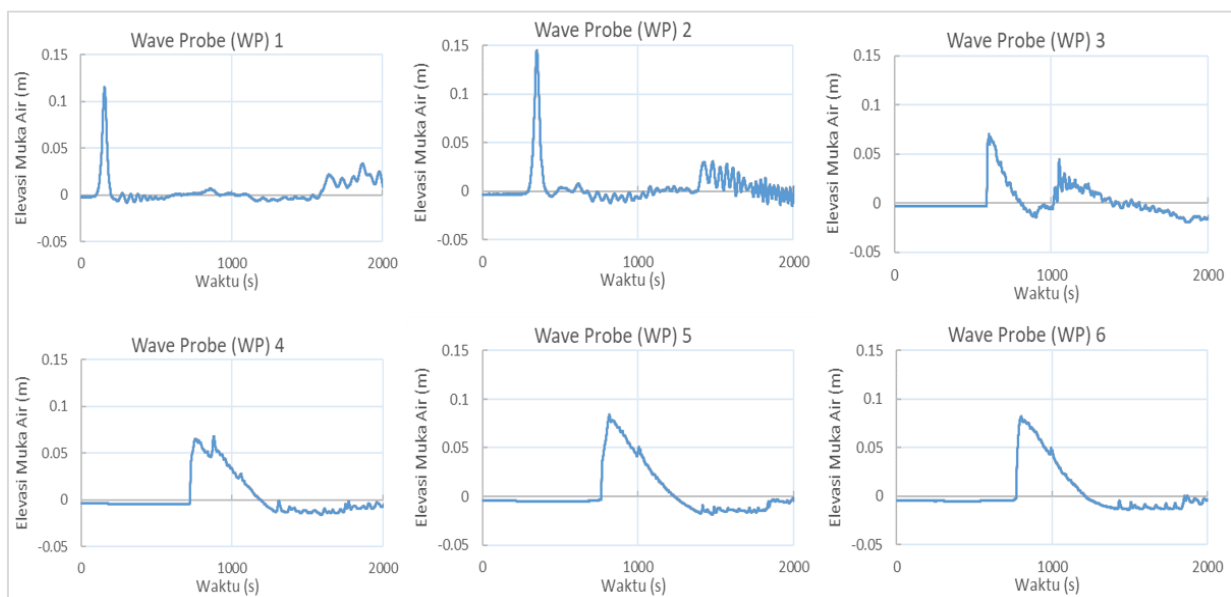 Wave Probe (WP) 1
Elevasi Muka Air (m)
0.15
0.1
0.05
0
-0.05
0
1000
2000
Waktu (s)
Wave Probe (WP) 2
Elevasi Muka Air (m)
0.15
0.1
0.05
0
-0.05
0
1000
2000
Waktu (s)
Wave Probe (WP) 3
Elevasi Muka Air (m)
0.15
0.1
0.05
0
-0.05
0
1000
2000
Waktu (s)
Wave Probe (WP) 4
Elevasi Muka Air (m)
0.15
0.1
0.05
0
-0.05
0
1000
2000
Waktu (s)
Wave Probe (WP) 5
Elevasi Muka Air (m)
0.15
0.1
0.05
0
-0.05
0
1000
2000
Waktu (s)
Wave Probe (WP) 6
Elevasi Muka Air (m)
0.15
0.1
0.05
0
-0.05
0
1000
2000
Waktu (s)